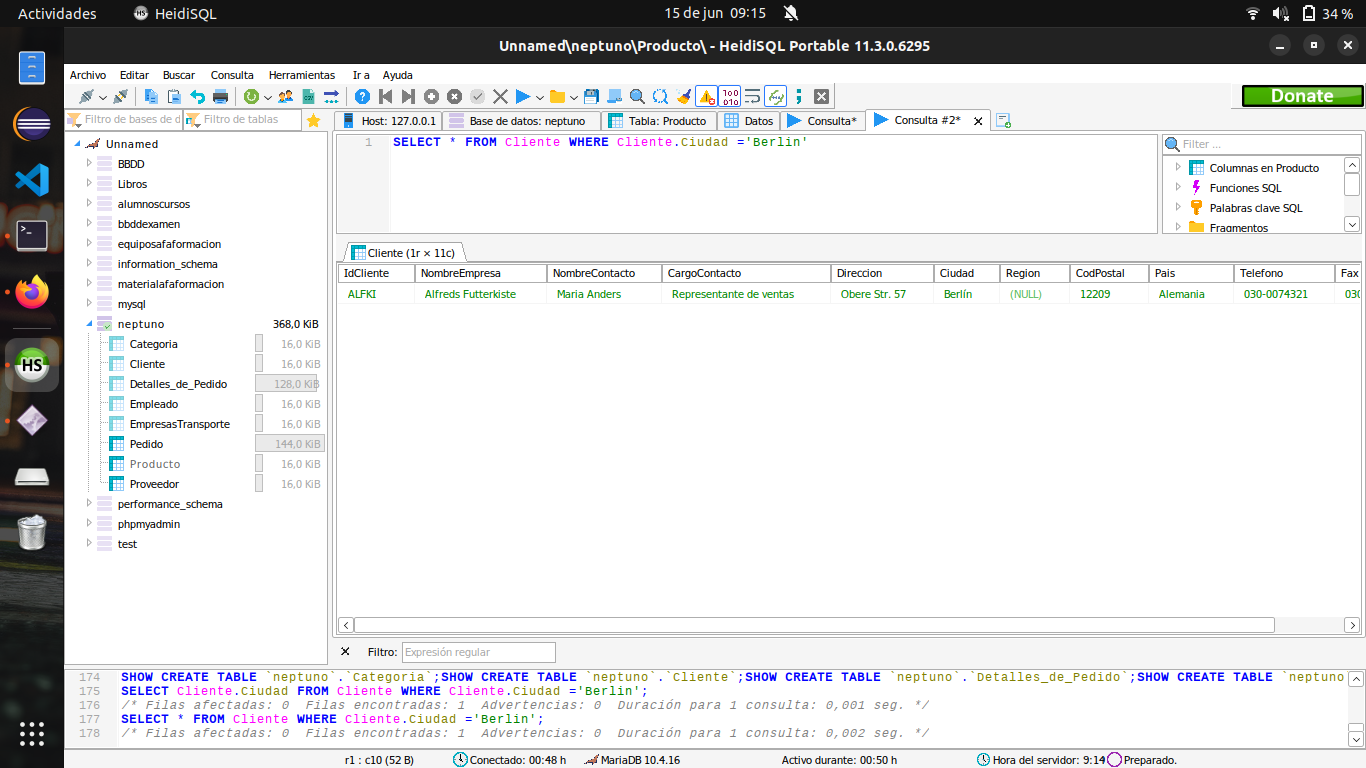 Actividades HeidiSQL 15 de jun 09:15 34 %
Unnamed\neptuno\Producto\ - HeidiSQL Portable 11.3.0.6295
Archivo Editar Buscar Consulta Herramientas Ir a Ayuda
Donate
Filtro de bases de d Filtro de tablas
Host: 127.0.0.1 Base de datos: neptuno Tabla: Producto Datos Consulta* Consulta #2*
Unnamed
BBDD
Libros
alumnoscursos
bbddexamen
equiposafaformacion
information_schema
materialafaformacion
mysql
neptuno 368,0 KiB
Categoria 16,0 KiB
Cliente 16,0 KiB
Detalles_de_Pedido 128,0 KiB
Empleado 16,0 KiB
EmpresasTransporte 16,0 KiB
Pedido 144,0 KiB
Producto 16,0 KiB
Proveedor 16,0 KiB
performance_schema
phpmyadmin
test
1 SELECT * FROM Cliente WHERE Cliente.Ciudad ='Berlin'
Filter ...
Columnas en Producto
Funciones SQL
Palabras clave SQL
Fragmentos
Cliente (1r × 11c)
IdCliente NombreEmpresa NombreContacto CargoContacto Direccion Ciudad Region CodPostal Pais Telefono Fax
ALFKI Alfreds Futterkiste Maria Anders Representante de ventas Obere Str. 57 Berlín (NULL) 12209 Alemania 030-0074321 030
Filtro: Expresión regular
174 SHOW CREATE TABLE `neptuno`.`Categoria`;SHOW CREATE TABLE `neptuno`.`Cliente`;SHOW CREATE TABLE `neptuno`.`Detalles_de_Pedido`;SHOW CREATE TABLE `neptuno
175 SELECT Cliente.Ciudad FROM Cliente WHERE Cliente.Ciudad ='Berlin';
176 /* Filas afectadas: 0 Filas encontradas: 1 Advertencias: 0 Duración para 1 consulta: 0,001 seg. */
177 SELECT * FROM Cliente WHERE Cliente.Ciudad ='Berlin';
178 /* Filas afectadas: 0 Filas encontradas: 1 Advertencias: 0 Duración para 1 consulta: 0,002 seg. */
r1 : c10 (52 B) Conectado: 00:48 h MariaDB 10.4.16 Activo durante: 00:50 h Hora del servidor: 9:14 Preparado.